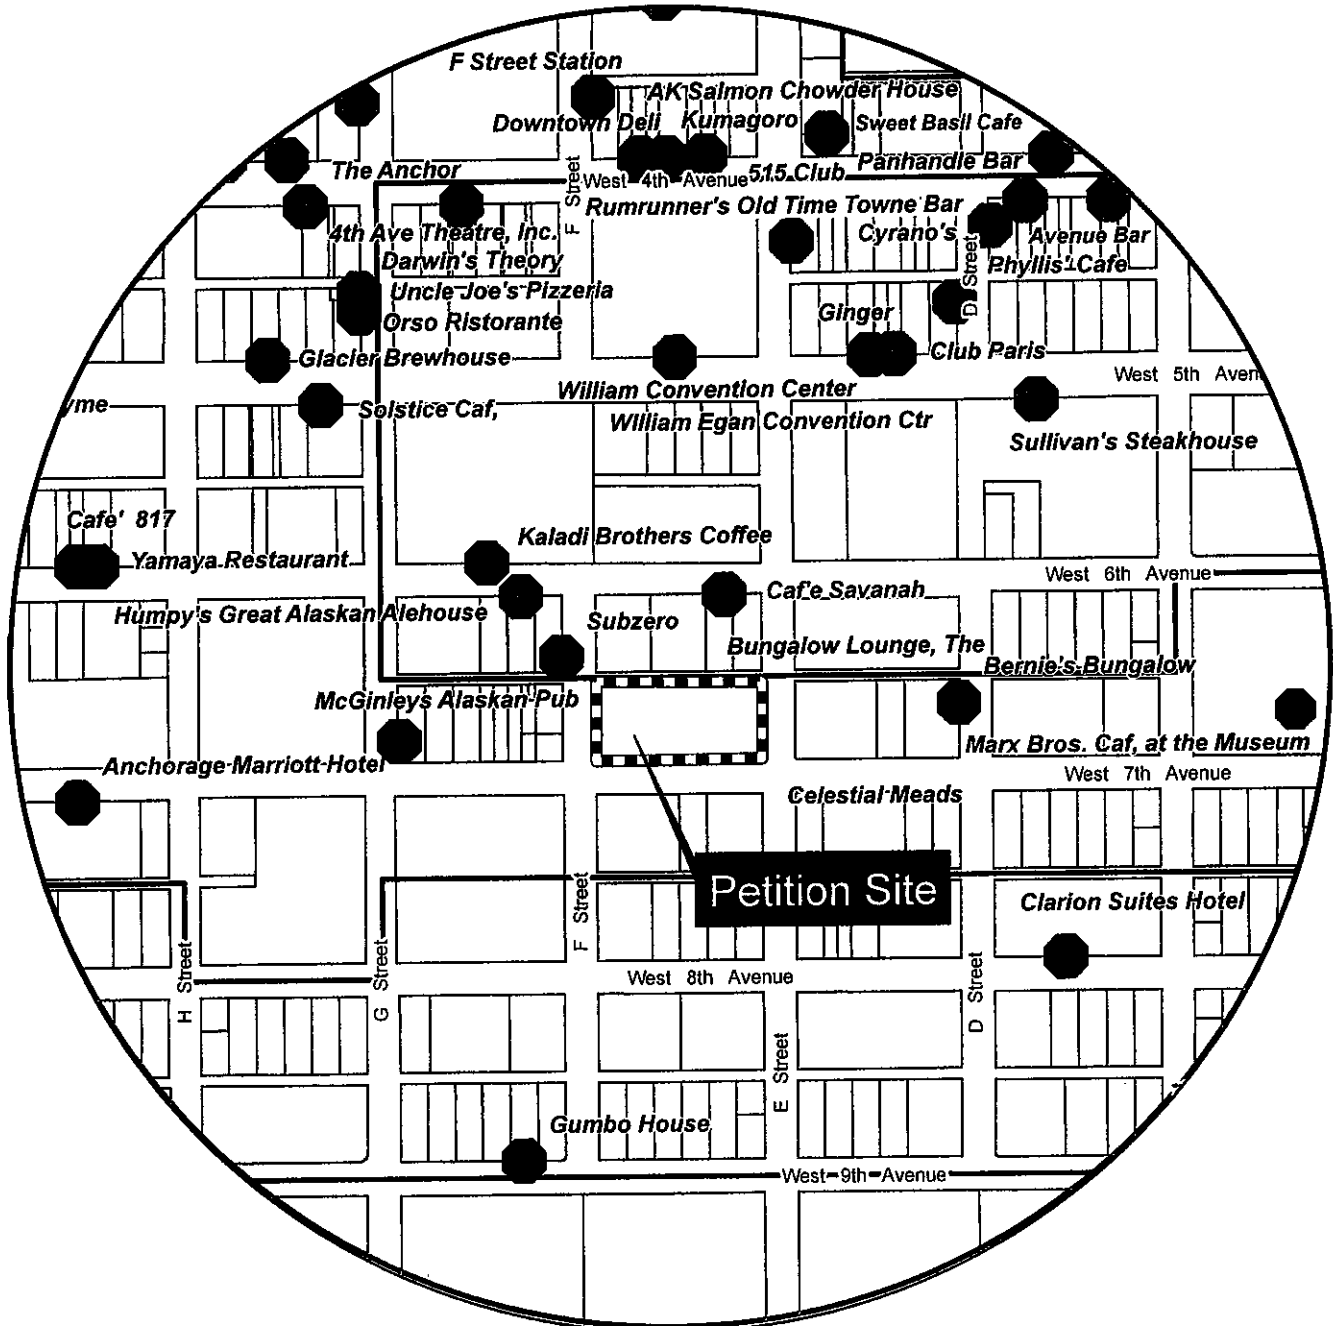 F Street Station
AK Salmon Chowder House
Downtown Deli
Kumagoro
Sweet Basil Cafe
Panhandle Bar
The Anchor
Street
West 4th Avenue
515 Club
F
Rumrunner's Old Time Towne Bar
4th Ave Theatre, Inc.
Cyrano's
Avenue Bar
Darwin's Theory
Phyllis' Cafe
D Street
Uncle Joe's Pizzeria
Orso Ristorante
Ginger
Glacier Brewhouse
Club Paris
West 5th Aven
William Convention Center
yme
Solstice Caf,
William Egan Convention Ctr
Sullivan's Steakhouse
Cafe' 817
Kaladi Brothers Coffee
Yamaya Restaurant
West 6th Avenue
Caf'e Savanah
Humpy's Great Alaskan Alehouse
Subzero
Bungalow Lounge, The
Bernie's Bungalow
McGinleys Alaskan Pub
Marx Bros. Caf, at the Museum
Anchorage Marriott Hotel
West 7th Avenue
Celestial Meads
Petition Site
Clarion Suites Hotel
F Street
West 8th Avenue
H Street
G Street
D Street
E Street
Gumbo House
West 9th Avenue